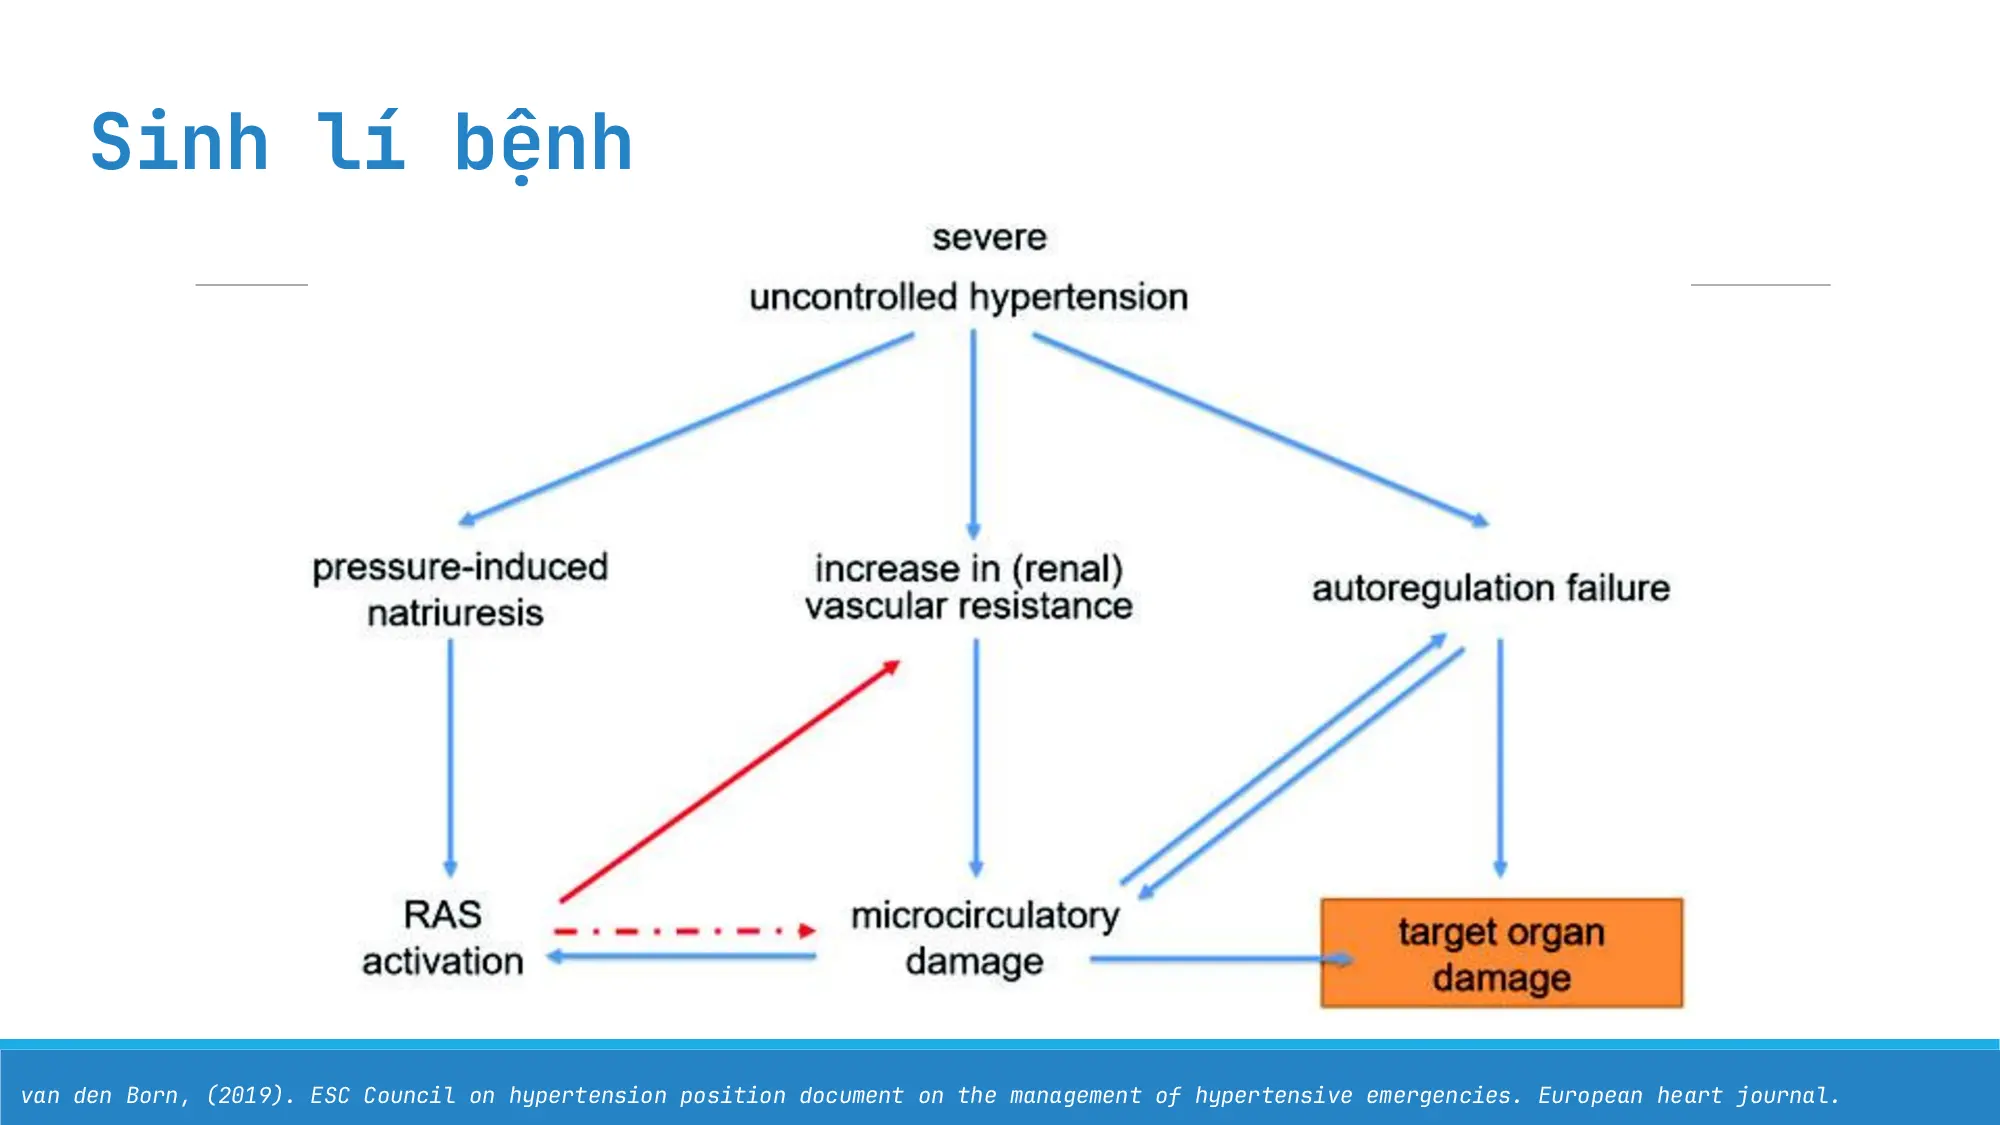 Sinh lí bệnh
severe
uncontrolled hypertension
pressure-induced
natriuresis
increase in (renal)
vascular resistance
autoregulation failure
RAS
activation
microcirculatory
damage
target organ
damage
van den Born, (2019). ESC Council on hypertension position document on the management of hypertensive emergencies. European heart journal.